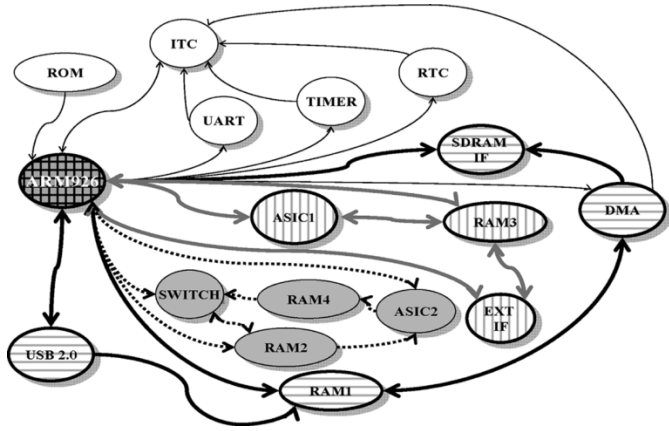 ITC
ROM
RTC
TIMER
UART
SDRAM
IF
ARM926
DMA
ASIC1
RAM3
SWITCH
RAM4
ASIC2
EXT
IF
RAM2
USB 2.0
RAM1